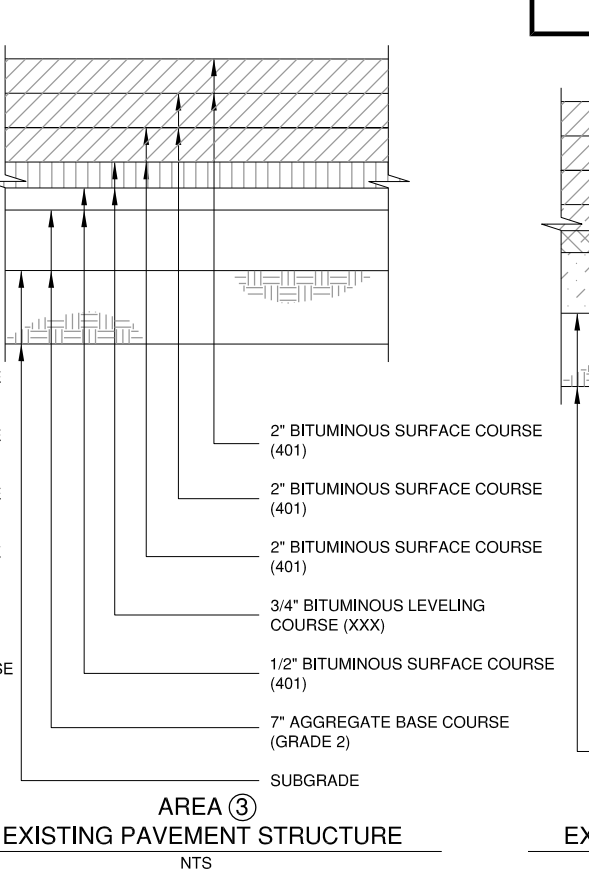 2" BITUMINOUS SURFACE COURSE
(401)
2" BITUMINOUS SURFACE COURSE
(401)
2" BITUMINOUS SURFACE COURSE
(401)
3/4" BITUMINOUS LEVELING
COURSE (XXX)
1/2" BITUMINOUS SURFACE COURSE
(401)
7" AGGREGATE BASE COURSE
(GRADE 2)
SUBGRADE
AREA 3
EXISTING PAVEMENT STRUCTURE
NTS